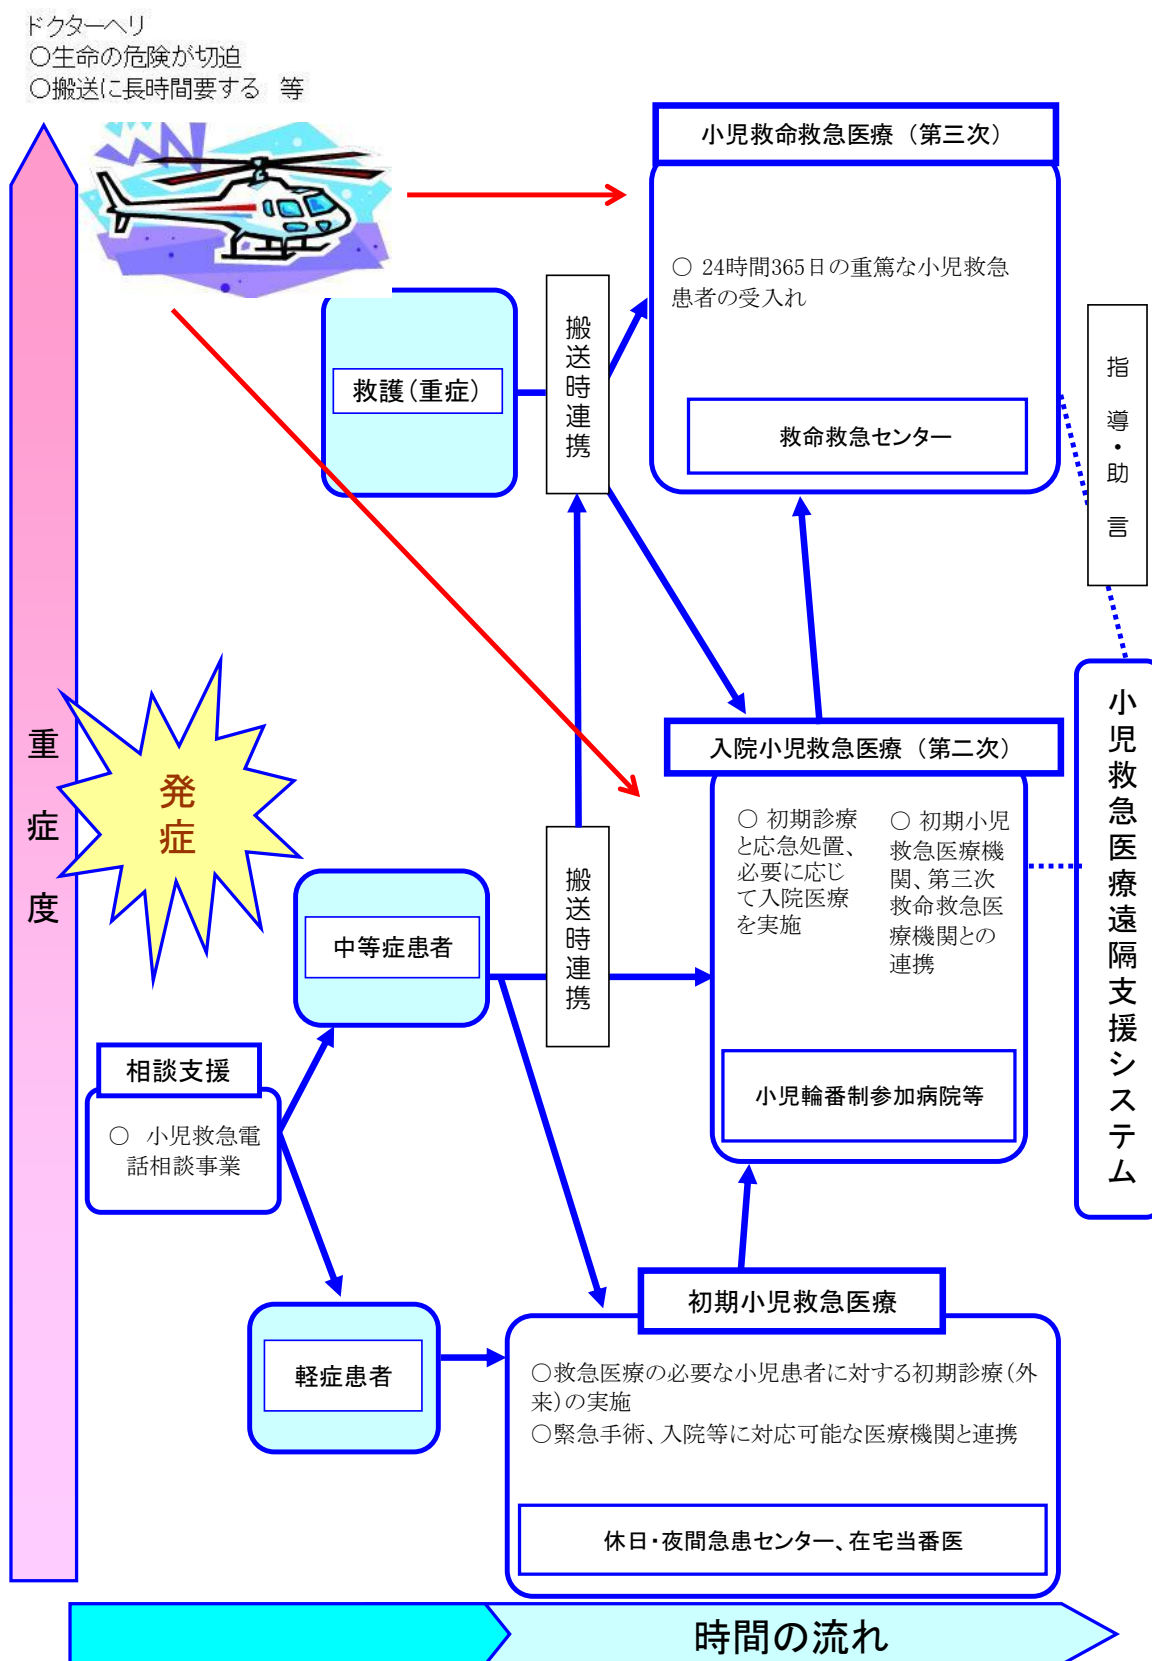 ドクターヘリ
○生命の危険が切迫
○搬送に長時間要する 等
小児救命救急医療（第三次）
○ 24時間365日の重篤な小児救急
患者の受入れ
救命救急センター
救護（重症）
搬送時連携
指導・助言
重症度
発症
入院小児救急医療（第二次）
○ 初期診療
と応急処置、
必要に応じ
て入院医療
を実施
○ 初期小児
救急医療機
関、第三次
救命救急医
療機関との
連携
小児輪番制参加病院等
小児救急医療遠隔支援システム
搬送時連携
中等症患者
相談支援
○ 小児救急電
話相談事業
軽症患者
初期小児救急医療
○救急医療の必要な小児患者に対する初期診療（外
来）の実施
○緊急手術、入院等に対応可能な医療機関と連携
休日・夜間急患センター、在宅当番医
時間の流れ